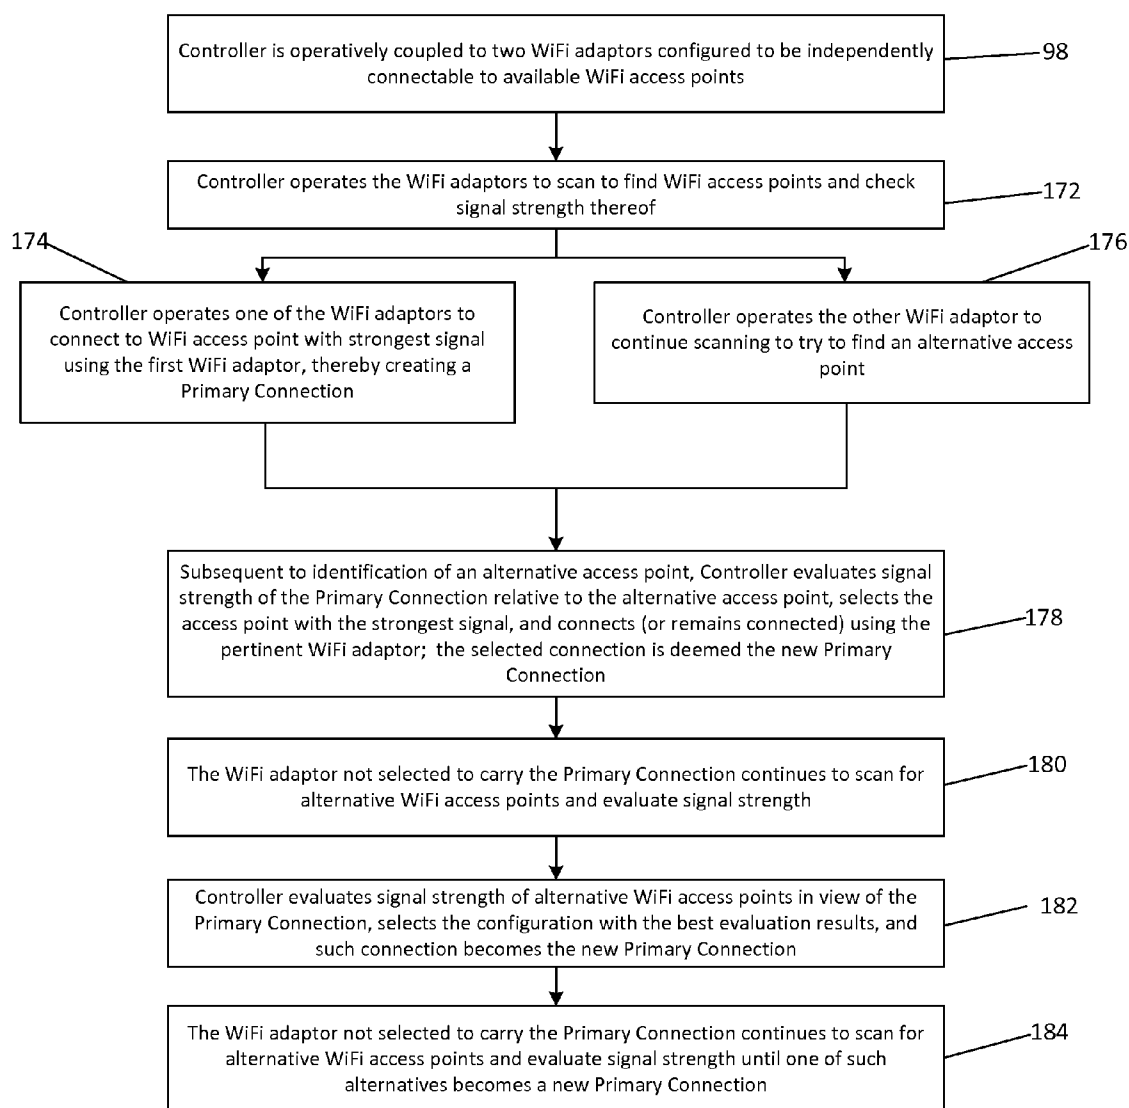 Controller is operatively coupled to two WiFi adaptors configured to be independently
connectable to available WiFi access points
98
Controller operates the WiFi adaptors to scan to find WiFi access points and check
signal strength thereof
172
174
176
Controller operates one of the WiFi adaptors to
connect to WiFi access point with strongest signal
using the first WiFi adaptor, thereby creating a
Primary Connection
Controller operates the other WiFi adaptor to
continue scanning to try to find an alternative access
point
Subsequent to identification of an alternative access point, Controller evaluates signal
strength of the Primary Connection relative to the alternative access point, selects the
access point with the strongest signal, and connects (or remains connected) using the
pertinent WiFi adaptor; the selected connection is deemed the new Primary
Connection
178
The WiFi adaptor not selected to carry the Primary Connection continues to scan for
alternative WiFi access points and evaluate signal strength
180
Controller evaluates signal strength of alternative WiFi access points in view of the
Primary Connection, selects the configuration with the best evaluation results, and
such connection becomes the new Primary Connection
182
The WiFi adaptor not selected to carry the Primary Connection continues to scan for
alternative WiFi access points and evaluate signal strength until one of such
alternatives becomes a new Primary Connection
184